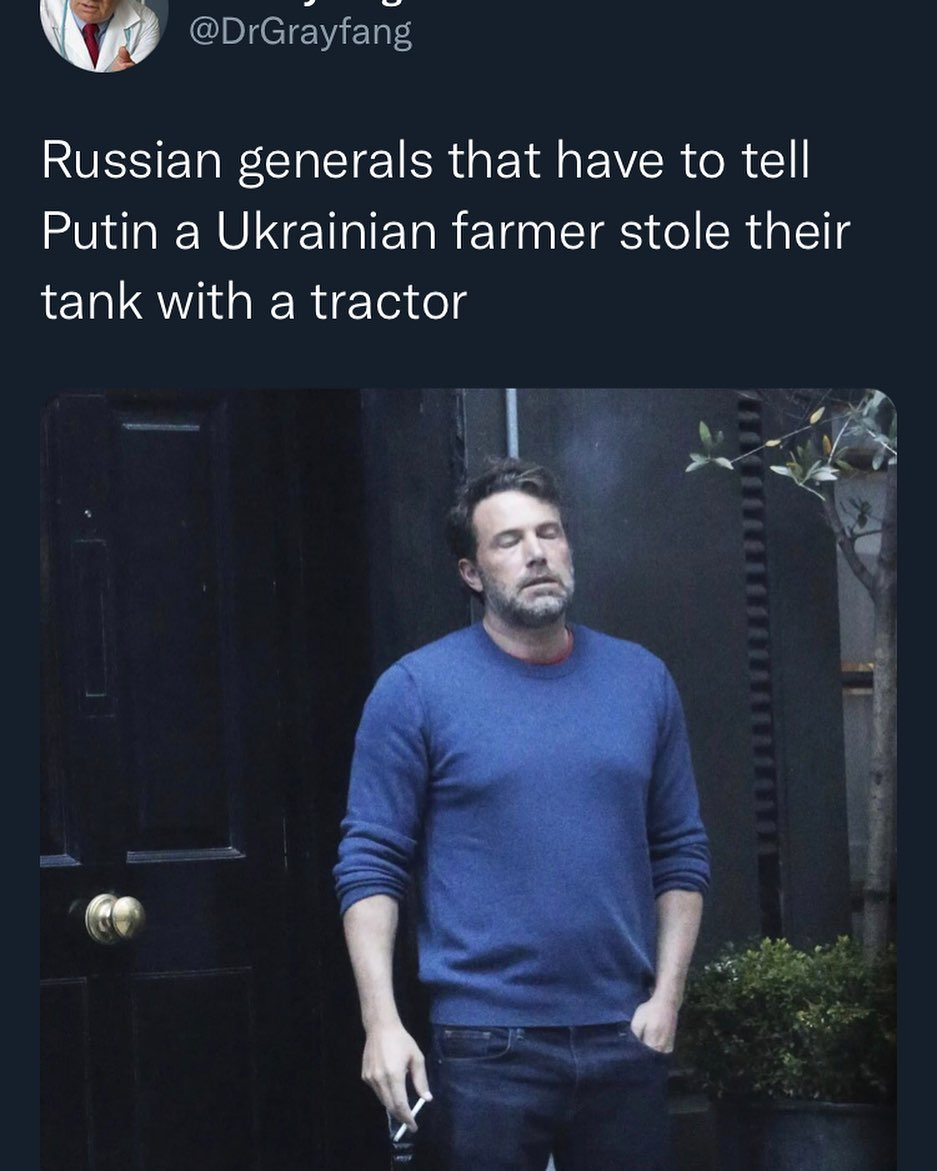 @DrGrayfang
Russian generals that have to tell
Putin a Ukrainian farmer stole their
tank with a tractor